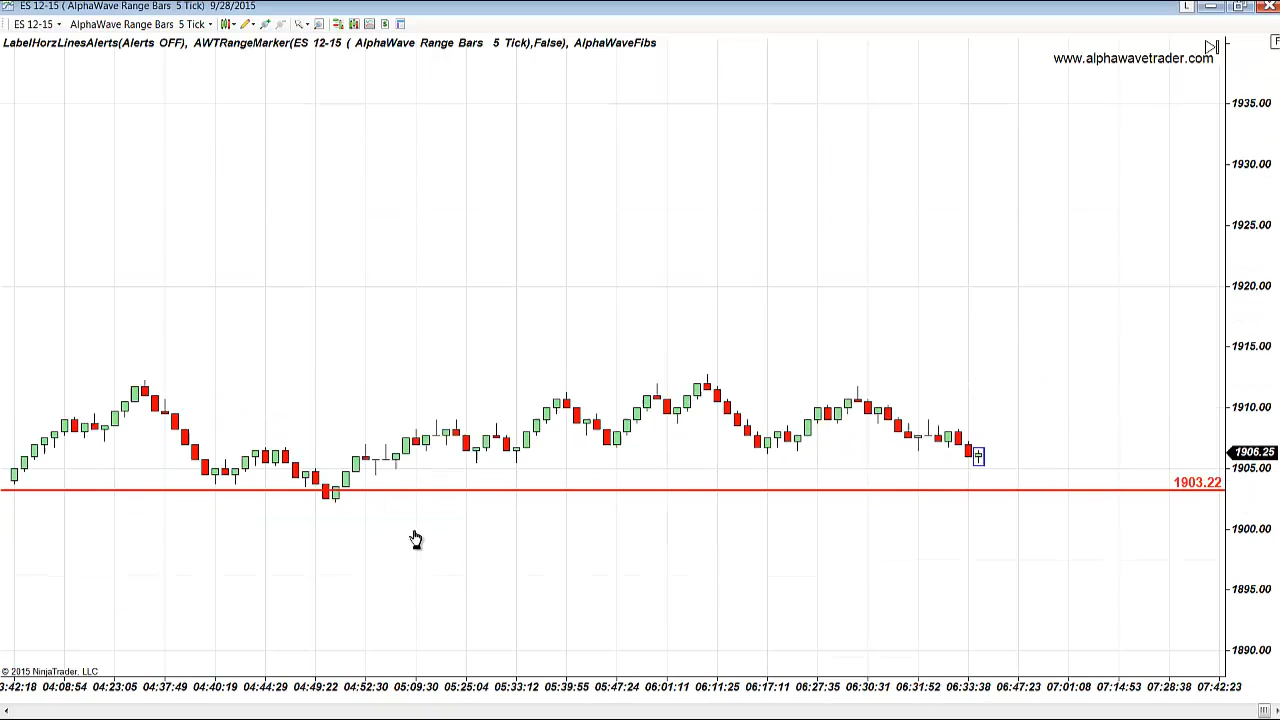 ES 12-15 ( AlphaWave Range Bars 5 Tick) 9/28/2015
L
ES 12-15 AlphaWave Range Bars 5 Tick
$
LabelHorzLinesAlerts(Alerts OFF), AWTRangeMarker(ES 12-15 ( AlphaWave Range Bars 5 Tick),False), AlphaWaveFibs
F
www.alphawavetrader.com
1935.00
1930.00
1925.00
1920.00
1915.00
1910.00
1906.25
1905.00
1903.22
1900.00
1895.00
1890.00
© 2015 NinjaTrader, LLC
3:42:18 04:08:54 04:23:05 04:37:49 04:40:19 04:44:29 04:49:22 04:52:30 05:09:30 05:25:04 05:33:12 05:39:55 05:47:24 06:01:11 06:11:25 06:17:11 06:27:35 06:30:31 06:31:52 06:33:38 06:47:23 07:01:08 07:14:53 07:28:38 07:42:23